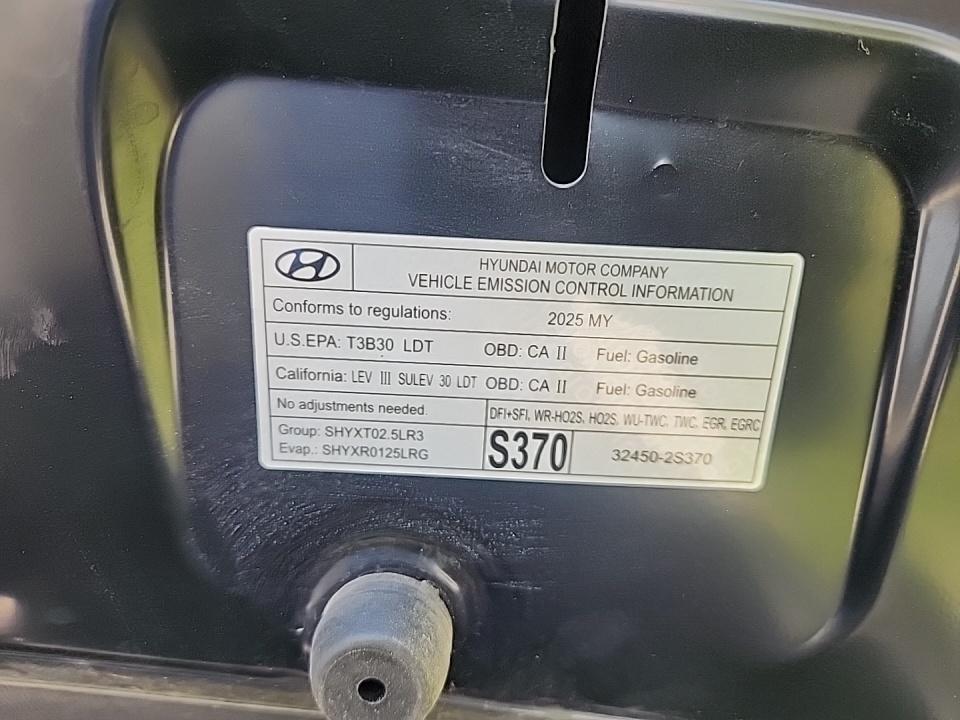 HYUNDAI MOTOR COMPANY
VEHICLE EMISSION CONTROL INFORMATION
Conforms to regulations: 2025 MY
U.S.EPA: T3B30 LDT OBD: CA II Fuel: Gasoline
California: LEV III SULEV 30 LDT OBD: CA II Fuel: Gasoline
No adjustments needed. DFI+SFI, WR-HO2S, HO2S, WU-TWC, TWC, EGR, EGRC
Group: SHYXT02.5LR3
Evap.: SHYXR0125LRG
S370 32450-2S370